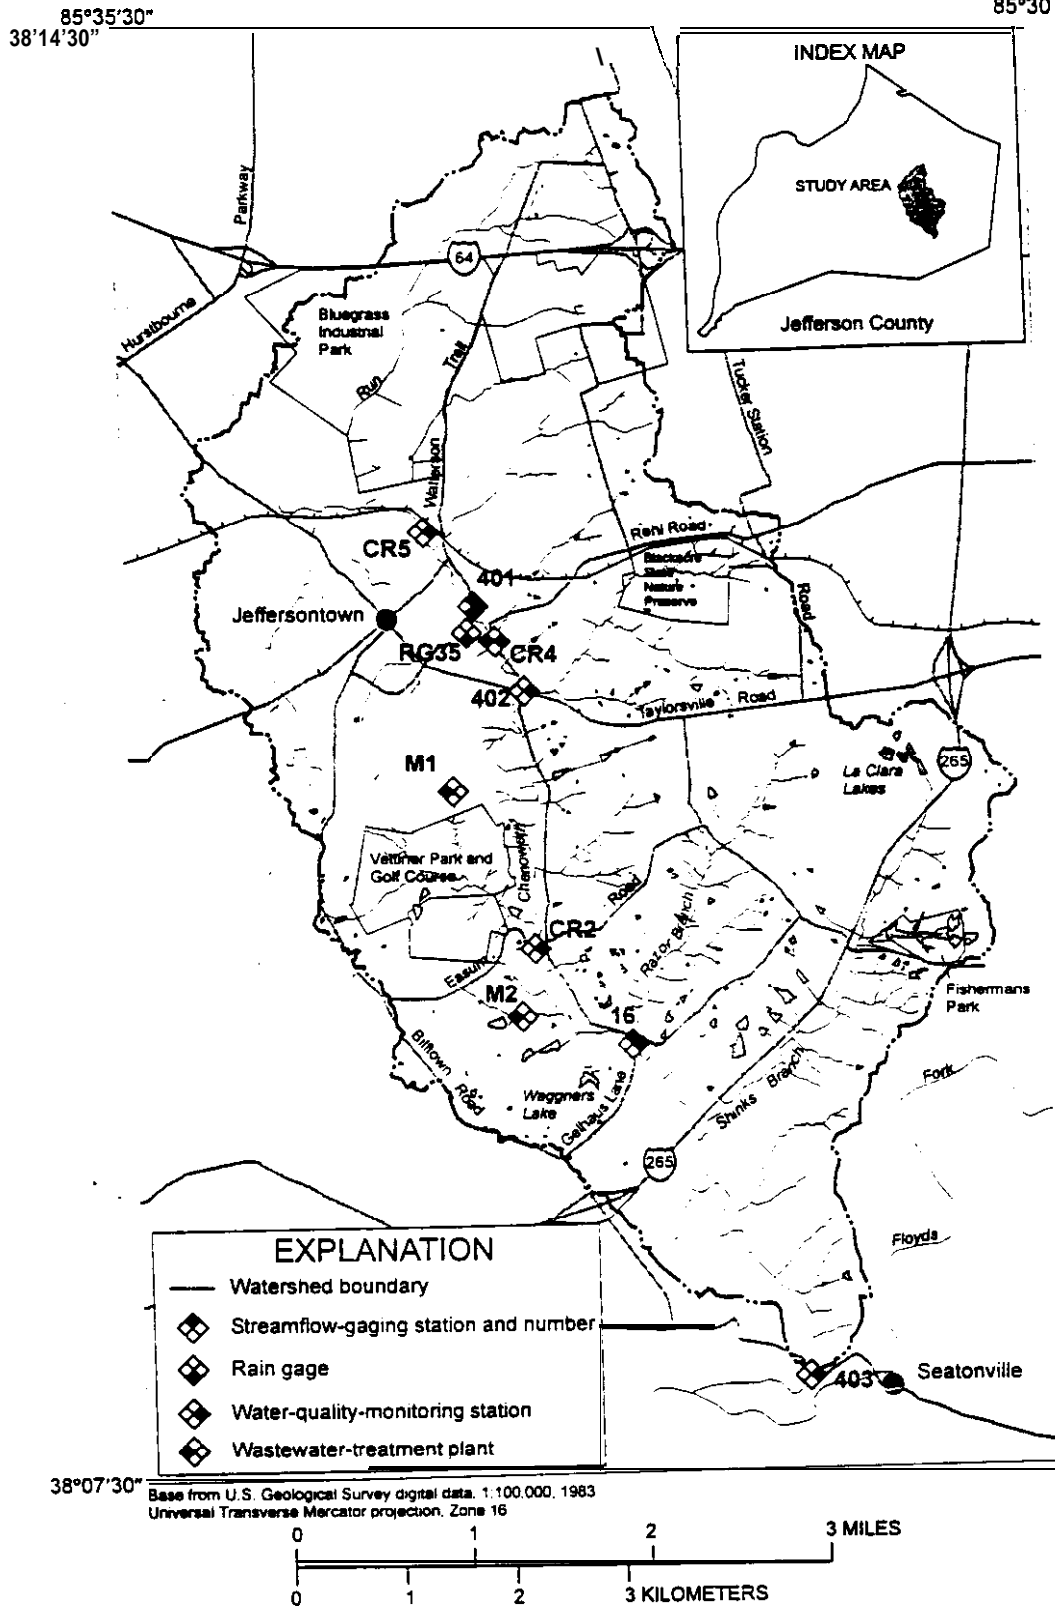 85°35'30"
85°30
38°14'30"
INDEX MAP
STUDY AREA
Jefferson County
Parkway
64
Hurstbourne
Bluegrass
Industrial
Park
Run
Trail
Watterson
Tucker Station
CR5
Rehl Road
Blackacre
State
Nature
Preserve
401
Jeffersontown
Road
RG35
CR4
402
Taylorsville Road
M1
La Clara
Lakes
265
Chenoweth
Vettiner Park and
Golf Course
Road
Razor Branch
CR2
Easum
M2
16
Fishermans
Park
Billtown
Road
Waggners
Lake
Gelhaus Lane
Shinks Branch
Fork
265
Floyds
EXPLANATION
Watershed boundary
Streamflow-gaging station and number
Rain gage
Water-quality-monitoring station
Wastewater-treatment plant
403
Seatonville
38°07'30"
Base from U.S. Geological Survey digital data, 1:100,000, 1983
Universal Transverse Mercator projection, Zone 16
0 1 2 3 MILES
0 1 2 3 KILOMETERS